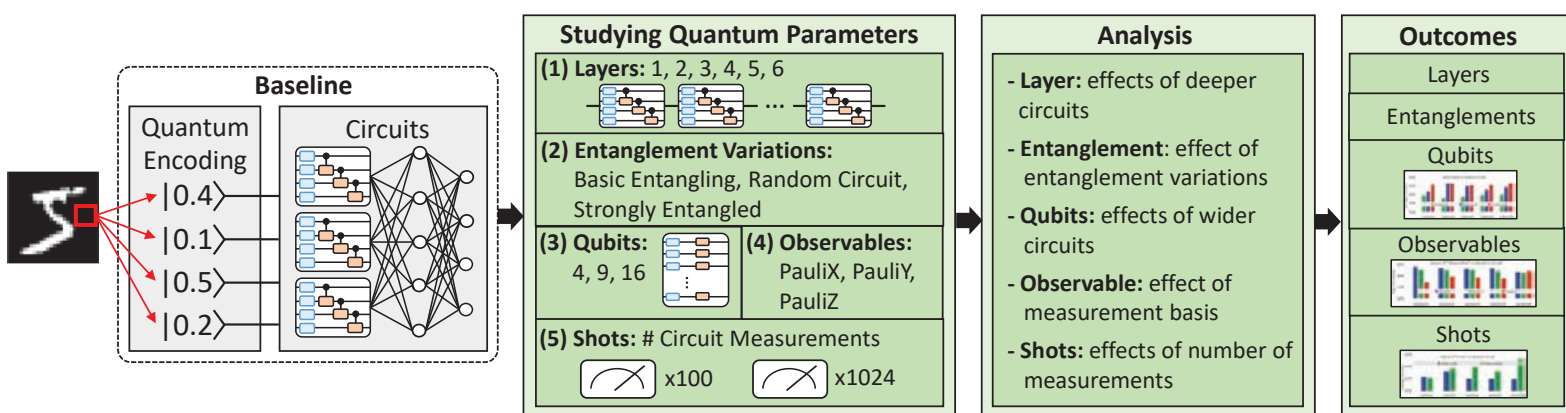 Baseline
Quantum
Encoding
|0.4⟩
|0.1⟩
|0.5⟩
|0.2⟩
Circuits
Studying Quantum Parameters
(1) Layers: 1, 2, 3, 4, 5, 6
...
(2) Entanglement Variations:
Basic Entangling, Random Circuit,
Strongly Entangled
(3) Qubits:
4, 9, 16
(4) Observables:
PauliX, PauliY,
PauliZ
(5) Shots: # Circuit Measurements
x100
x1024
Analysis
- Layer: effects of deeper
circuits
- Entanglement: effect of
entanglement variations
- Qubits: effects of wider
circuits
- Observable: effect of
measurement basis
- Shots: effects of number of
measurements
Outcomes
Layers
Entanglements
Qubits
Observables
Shots